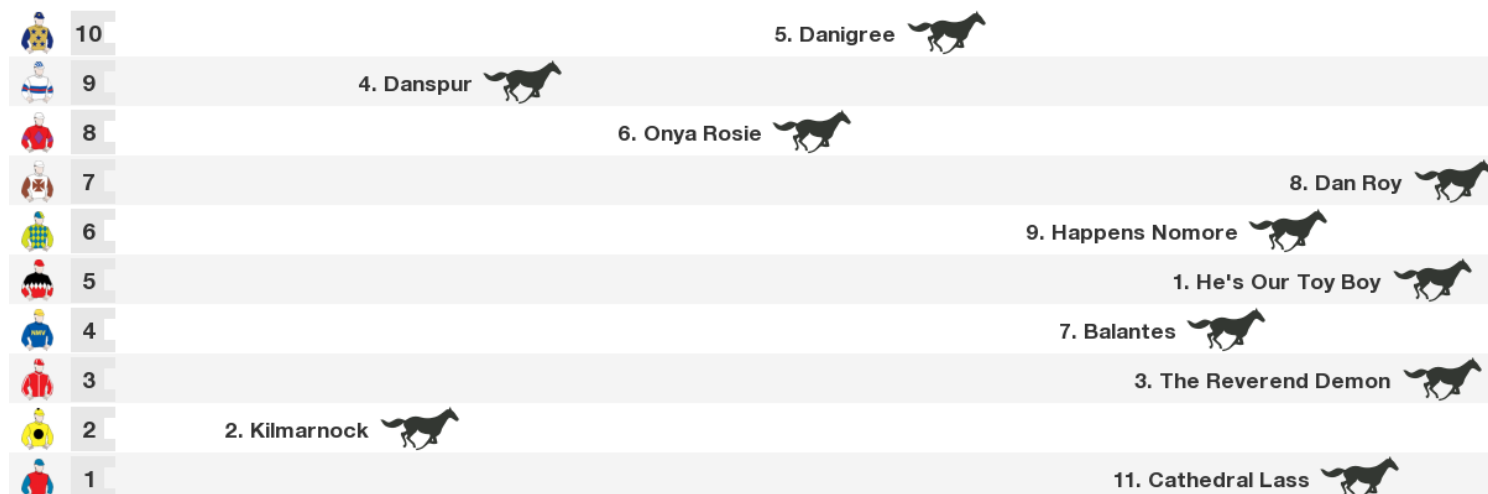 10 5. Danigree
9 4. Danspur
8 6. Onya Rosie
7 8. Dan Roy
6 9. Happens Nomore
5 1. He's Our Toy Boy
NMV 4 7. Balantes
3 3. The Reverend Demon
2 2. Kilmarnock
1 11. Cathedral Lass